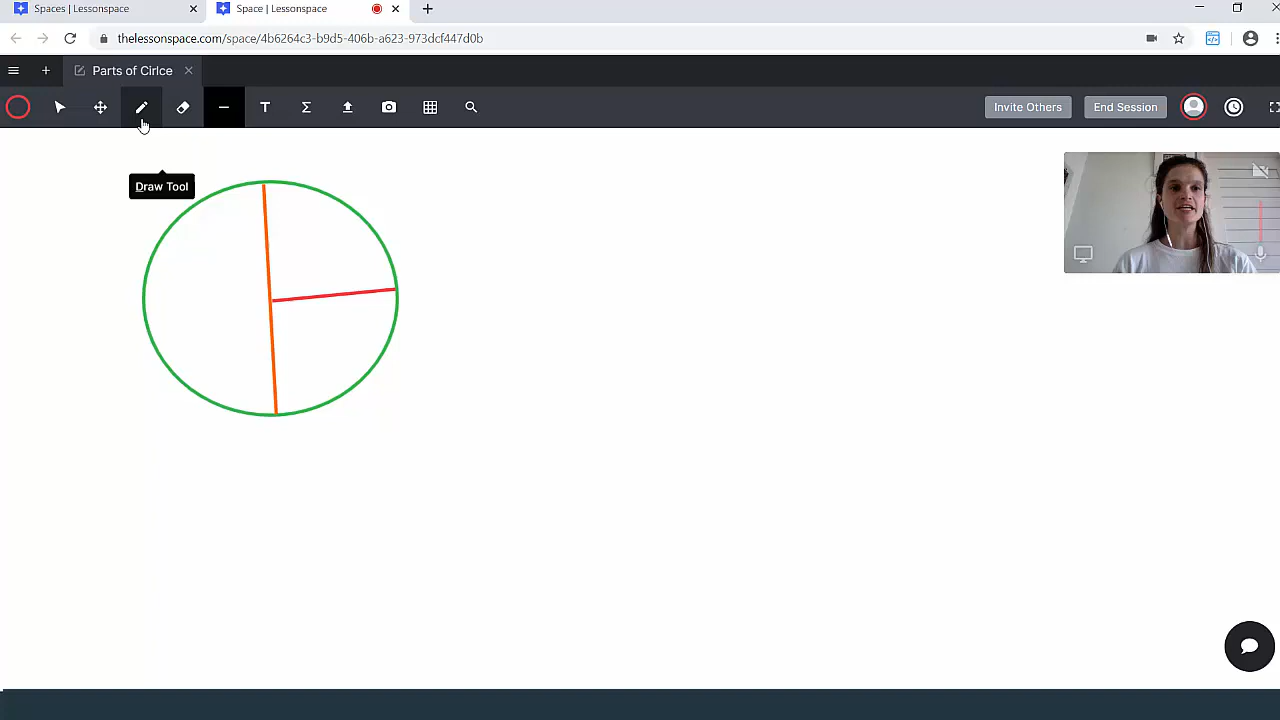 Spaces | Lessonspace
Space | Lessonspace
thelessonspace.com/space/4b6264c3-b9d5-406b-a623-973dcf447d0b
Parts of Cirlce
T
Σ
Invite Others
End Session
Draw Tool